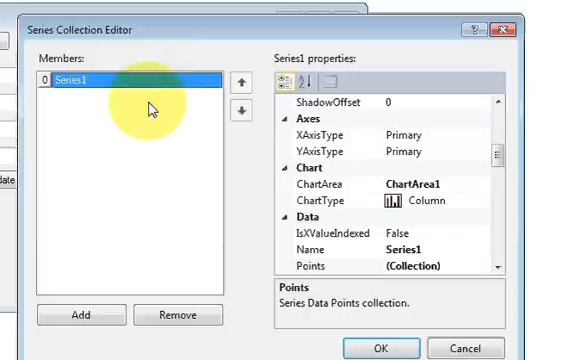 Series Collection Editor
Members:
0 Series1
Add
Remove
Series1 properties:
ShadowOffset 0
Axes
XAxisType Primary
YAxisType Primary
Chart
ChartArea ChartArea1
ChartType Column
Data
IsXValueIndexed False
Name Series1
Points (Collection)
Points
Series Data Points collection.
OK
Cancel
date